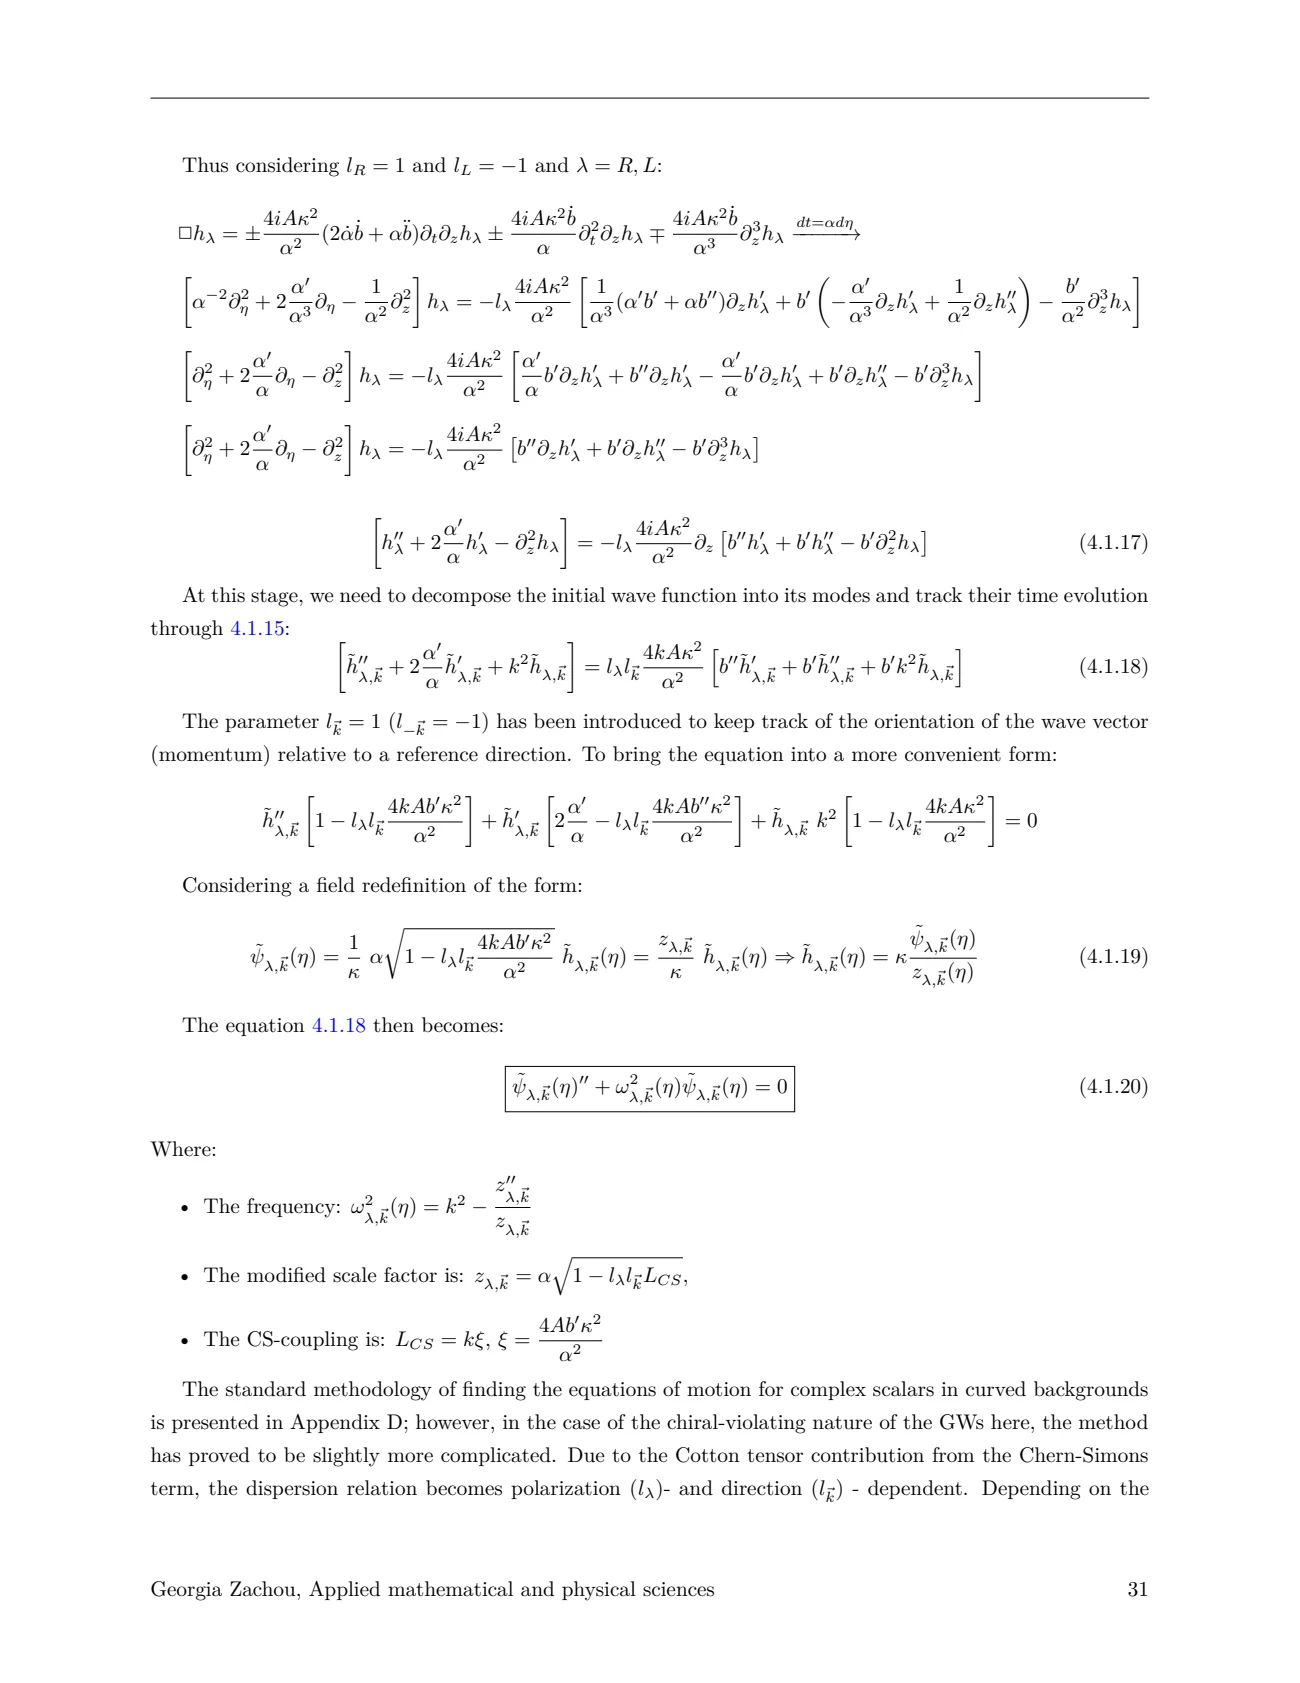 Thus considering $l_R = 1$ and $l_L = -1$ and $\lambda = R, L$:
$\Box h_\lambda = \pm\frac{4iA\kappa^2}{\alpha^2}(2\dot{\alpha}\dot{b} + \alpha\ddot{b})\partial_t\partial_z h_\lambda \pm \frac{4iA\kappa^2\dot{b}}{\alpha}\partial_t^2\partial_z h_\lambda \mp \frac{4iA\kappa^2\dot{b}}{\alpha^3}\partial_z^3 h_\lambda \xrightarrow{dt=\alpha d\eta}$
$\left[\alpha^{-2}\partial_\eta^2 + 2\frac{\alpha'}{\alpha^3}\partial_\eta - \frac{1}{\alpha^2}\partial_z^2\right] h_\lambda = -l_\lambda\frac{4iA\kappa^2}{\alpha^2}\left[\frac{1}{\alpha^3}(\alpha'b' + \alpha b'')\partial_z h'_\lambda + b'\left(-\frac{\alpha'}{\alpha^3}\partial_z h'_\lambda + \frac{1}{\alpha^2}\partial_z h''_\lambda\right) - \frac{b'}{\alpha^2}\partial_z^3 h_\lambda\right]$
$\left[\partial_\eta^2 + 2\frac{\alpha'}{\alpha}\partial_\eta - \partial_z^2\right] h_\lambda = -l_\lambda\frac{4iA\kappa^2}{\alpha^2}\left[\frac{\alpha'}{\alpha}b'\partial_z h'_\lambda + b''\partial_z h'_\lambda - \frac{\alpha'}{\alpha}b'\partial_z h'_\lambda + b'\partial_z h''_\lambda - b'\partial_z^3 h_\lambda\right]$
$\left[\partial_\eta^2 + 2\frac{\alpha'}{\alpha}\partial_\eta - \partial_z^2\right] h_\lambda = -l_\lambda\frac{4iA\kappa^2}{\alpha^2}\left[b''\partial_z h'_\lambda + b'\partial_z h''_\lambda - b'\partial_z^3 h_\lambda\right]$
$\left[h''_\lambda + 2\frac{\alpha'}{\alpha}h'_\lambda - \partial_z^2 h_\lambda\right] = -l_\lambda\frac{4iA\kappa^2}{\alpha^2}\partial_z\left[b''h'_\lambda + b'h''_\lambda - b'\partial_z^2 h_\lambda\right]$ (4.1.17)
At this stage, we need to decompose the initial wave function into its modes and track their time evolution
through 4.1.15:
$\left[\tilde{h}''_{\lambda,\vec{k}} + 2\frac{\alpha'}{\alpha}\tilde{h}'_{\lambda,\vec{k}} + k^2\tilde{h}_{\lambda,\vec{k}}\right] = l_\lambda l_{\vec{k}}\frac{4kA\kappa^2}{\alpha^2}\left[b''\tilde{h}'_{\lambda,\vec{k}} + b'\tilde{h}''_{\lambda,\vec{k}} + b'k^2\tilde{h}_{\lambda,\vec{k}}\right]$ (4.1.18)
The parameter $l_{\vec{k}} = 1$ ($l_{-\vec{k}} = -1$) has been introduced to keep track of the orientation of the wave vector
(momentum) relative to a reference direction. To bring the equation into a more convenient form:
$\tilde{h}''_{\lambda,\vec{k}}\left[1 - l_\lambda l_{\vec{k}}\frac{4kAb'\kappa^2}{\alpha^2}\right] + \tilde{h}'_{\lambda,\vec{k}}\left[2\frac{\alpha'}{\alpha} - l_\lambda l_{\vec{k}}\frac{4kAb''\kappa^2}{\alpha^2}\right] + \tilde{h}_{\lambda,\vec{k}}\, k^2\left[1 - l_\lambda l_{\vec{k}}\frac{4kA\kappa^2}{\alpha^2}\right] = 0$
Considering a field redefinition of the form:
$\tilde{\psi}_{\lambda,\vec{k}}(\eta) = \frac{1}{\kappa}\,\alpha\sqrt{1 - l_\lambda l_{\vec{k}}\frac{4kAb'\kappa^2}{\alpha^2}}\,\tilde{h}_{\lambda,\vec{k}}(\eta) = \frac{z_{\lambda,\vec{k}}}{\kappa}\,\tilde{h}_{\lambda,\vec{k}}(\eta) \Rightarrow \tilde{h}_{\lambda,\vec{k}}(\eta) = \kappa\frac{\tilde{\psi}_{\lambda,\vec{k}}(\eta)}{z_{\lambda,\vec{k}}(\eta)}$ (4.1.19)
The equation 4.1.18 then becomes:
$\tilde{\psi}_{\lambda,\vec{k}}(\eta)'' + \omega^2_{\lambda,\vec{k}}(\eta)\tilde{\psi}_{\lambda,\vec{k}}(\eta) = 0$ (4.1.20)
Where:
• The frequency: $\omega^2_{\lambda,\vec{k}}(\eta) = k^2 - \frac{z''_{\lambda,\vec{k}}}{z_{\lambda,\vec{k}}}$
• The modified scale factor is: $z_{\lambda,\vec{k}} = \alpha\sqrt{1 - l_\lambda l_{\vec{k}}L_{CS}}$,
• The CS-coupling is: $L_{CS} = k\xi$, $\xi = \frac{4Ab'\kappa^2}{\alpha^2}$
The standard methodology of finding the equations of motion for complex scalars in curved backgrounds
is presented in Appendix D; however, in the case of the chiral-violating nature of the GWs here, the method
has proved to be slightly more complicated. Due to the Cotton tensor contribution from the Chern-Simons
term, the dispersion relation becomes polarization ($l_\lambda$)- and direction ($l_{\vec{k}}$) - dependent. Depending on the
Georgia Zachou, Applied mathematical and physical sciences 31